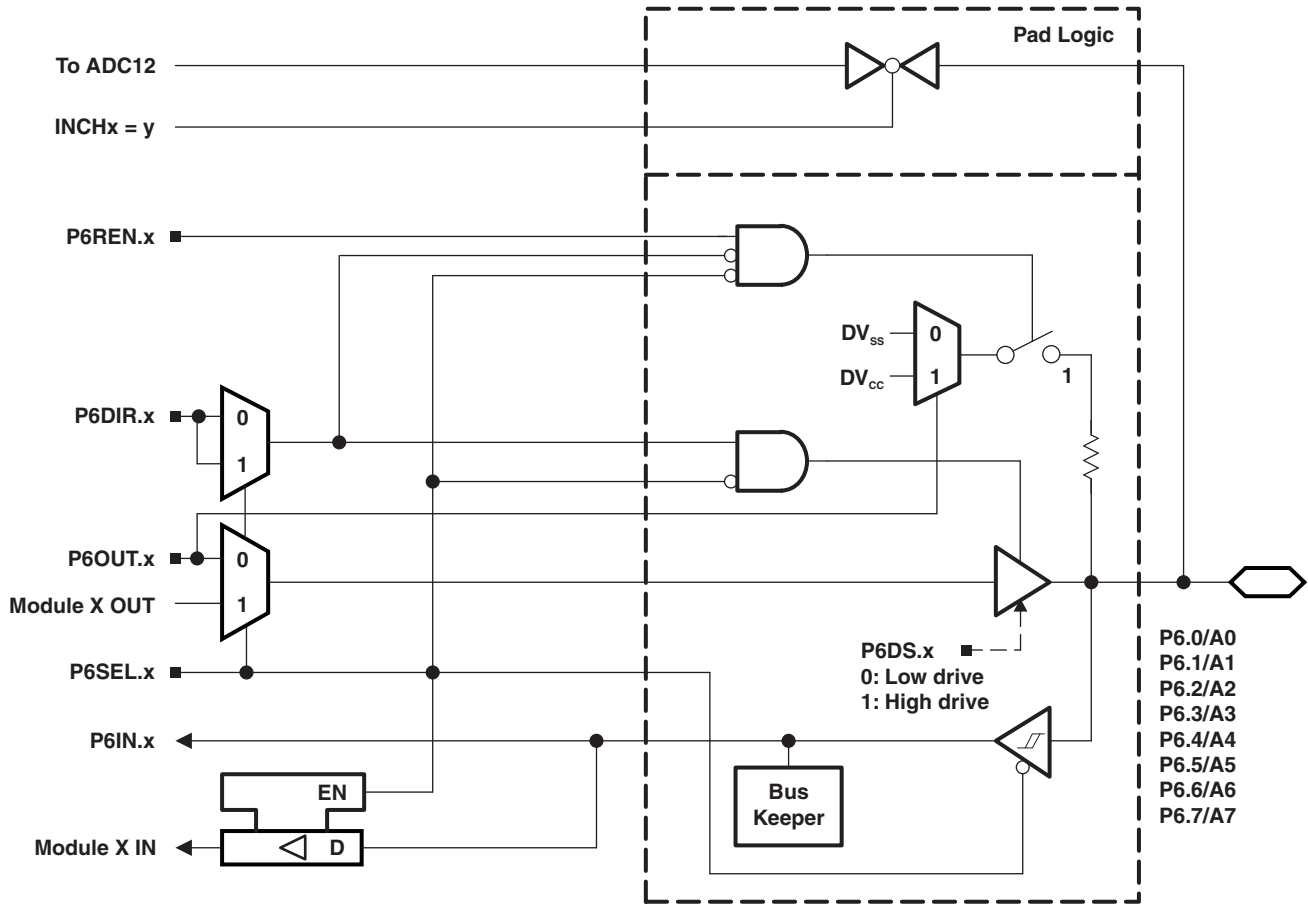 Pad Logic
To ADC12
INCHx = y
P6REN.x
DVSS
0
DVCC
1
1
P6DIR.x
0
1
P6OUT.x
0
Module X OUT
1
P6DS.x
0: Low drive
1: High drive
P6SEL.x
P6IN.x
EN
Bus
Keeper
Module X IN
D
P6.0/A0
P6.1/A1
P6.2/A2
P6.3/A3
P6.4/A4
P6.5/A5
P6.6/A6
P6.7/A7